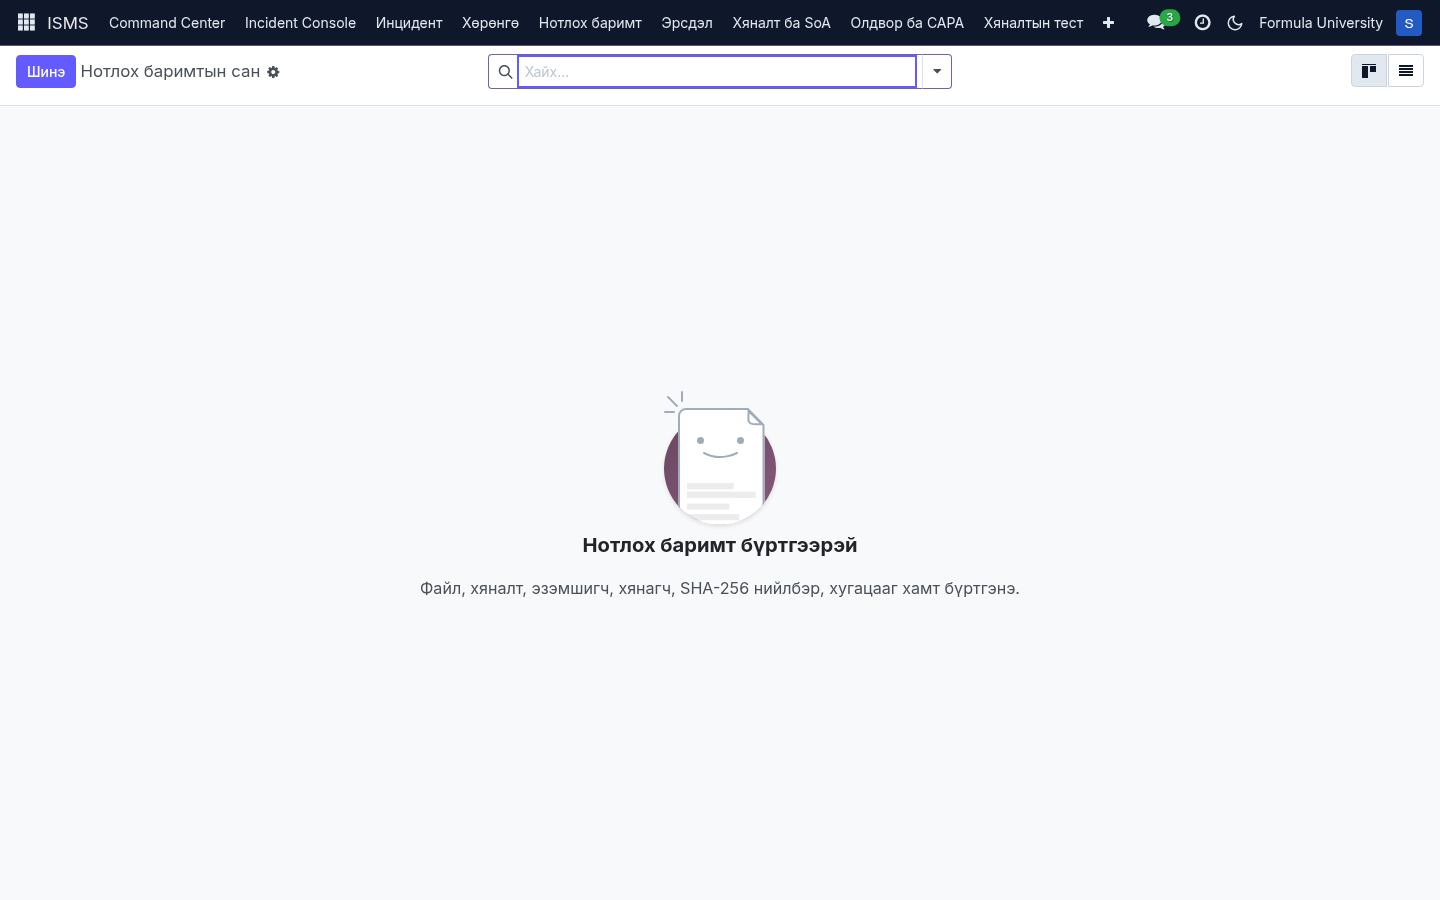 ISMS Command Center Incident Console Инцидент Хөрөнгө Нотлох баримт Эрсдэл Хяналт ба SoA Олдвор ба CAPA Хяналтын тест 3 Formula University S
Шинэ Нотлох баримтын сан Хайх...
Нотлох баримт бүртгээрэй
Файл, хяналт, эзэмшигч, хянагч, SHA-256 нийлбэр, хугацааг хамт бүртгэнэ.